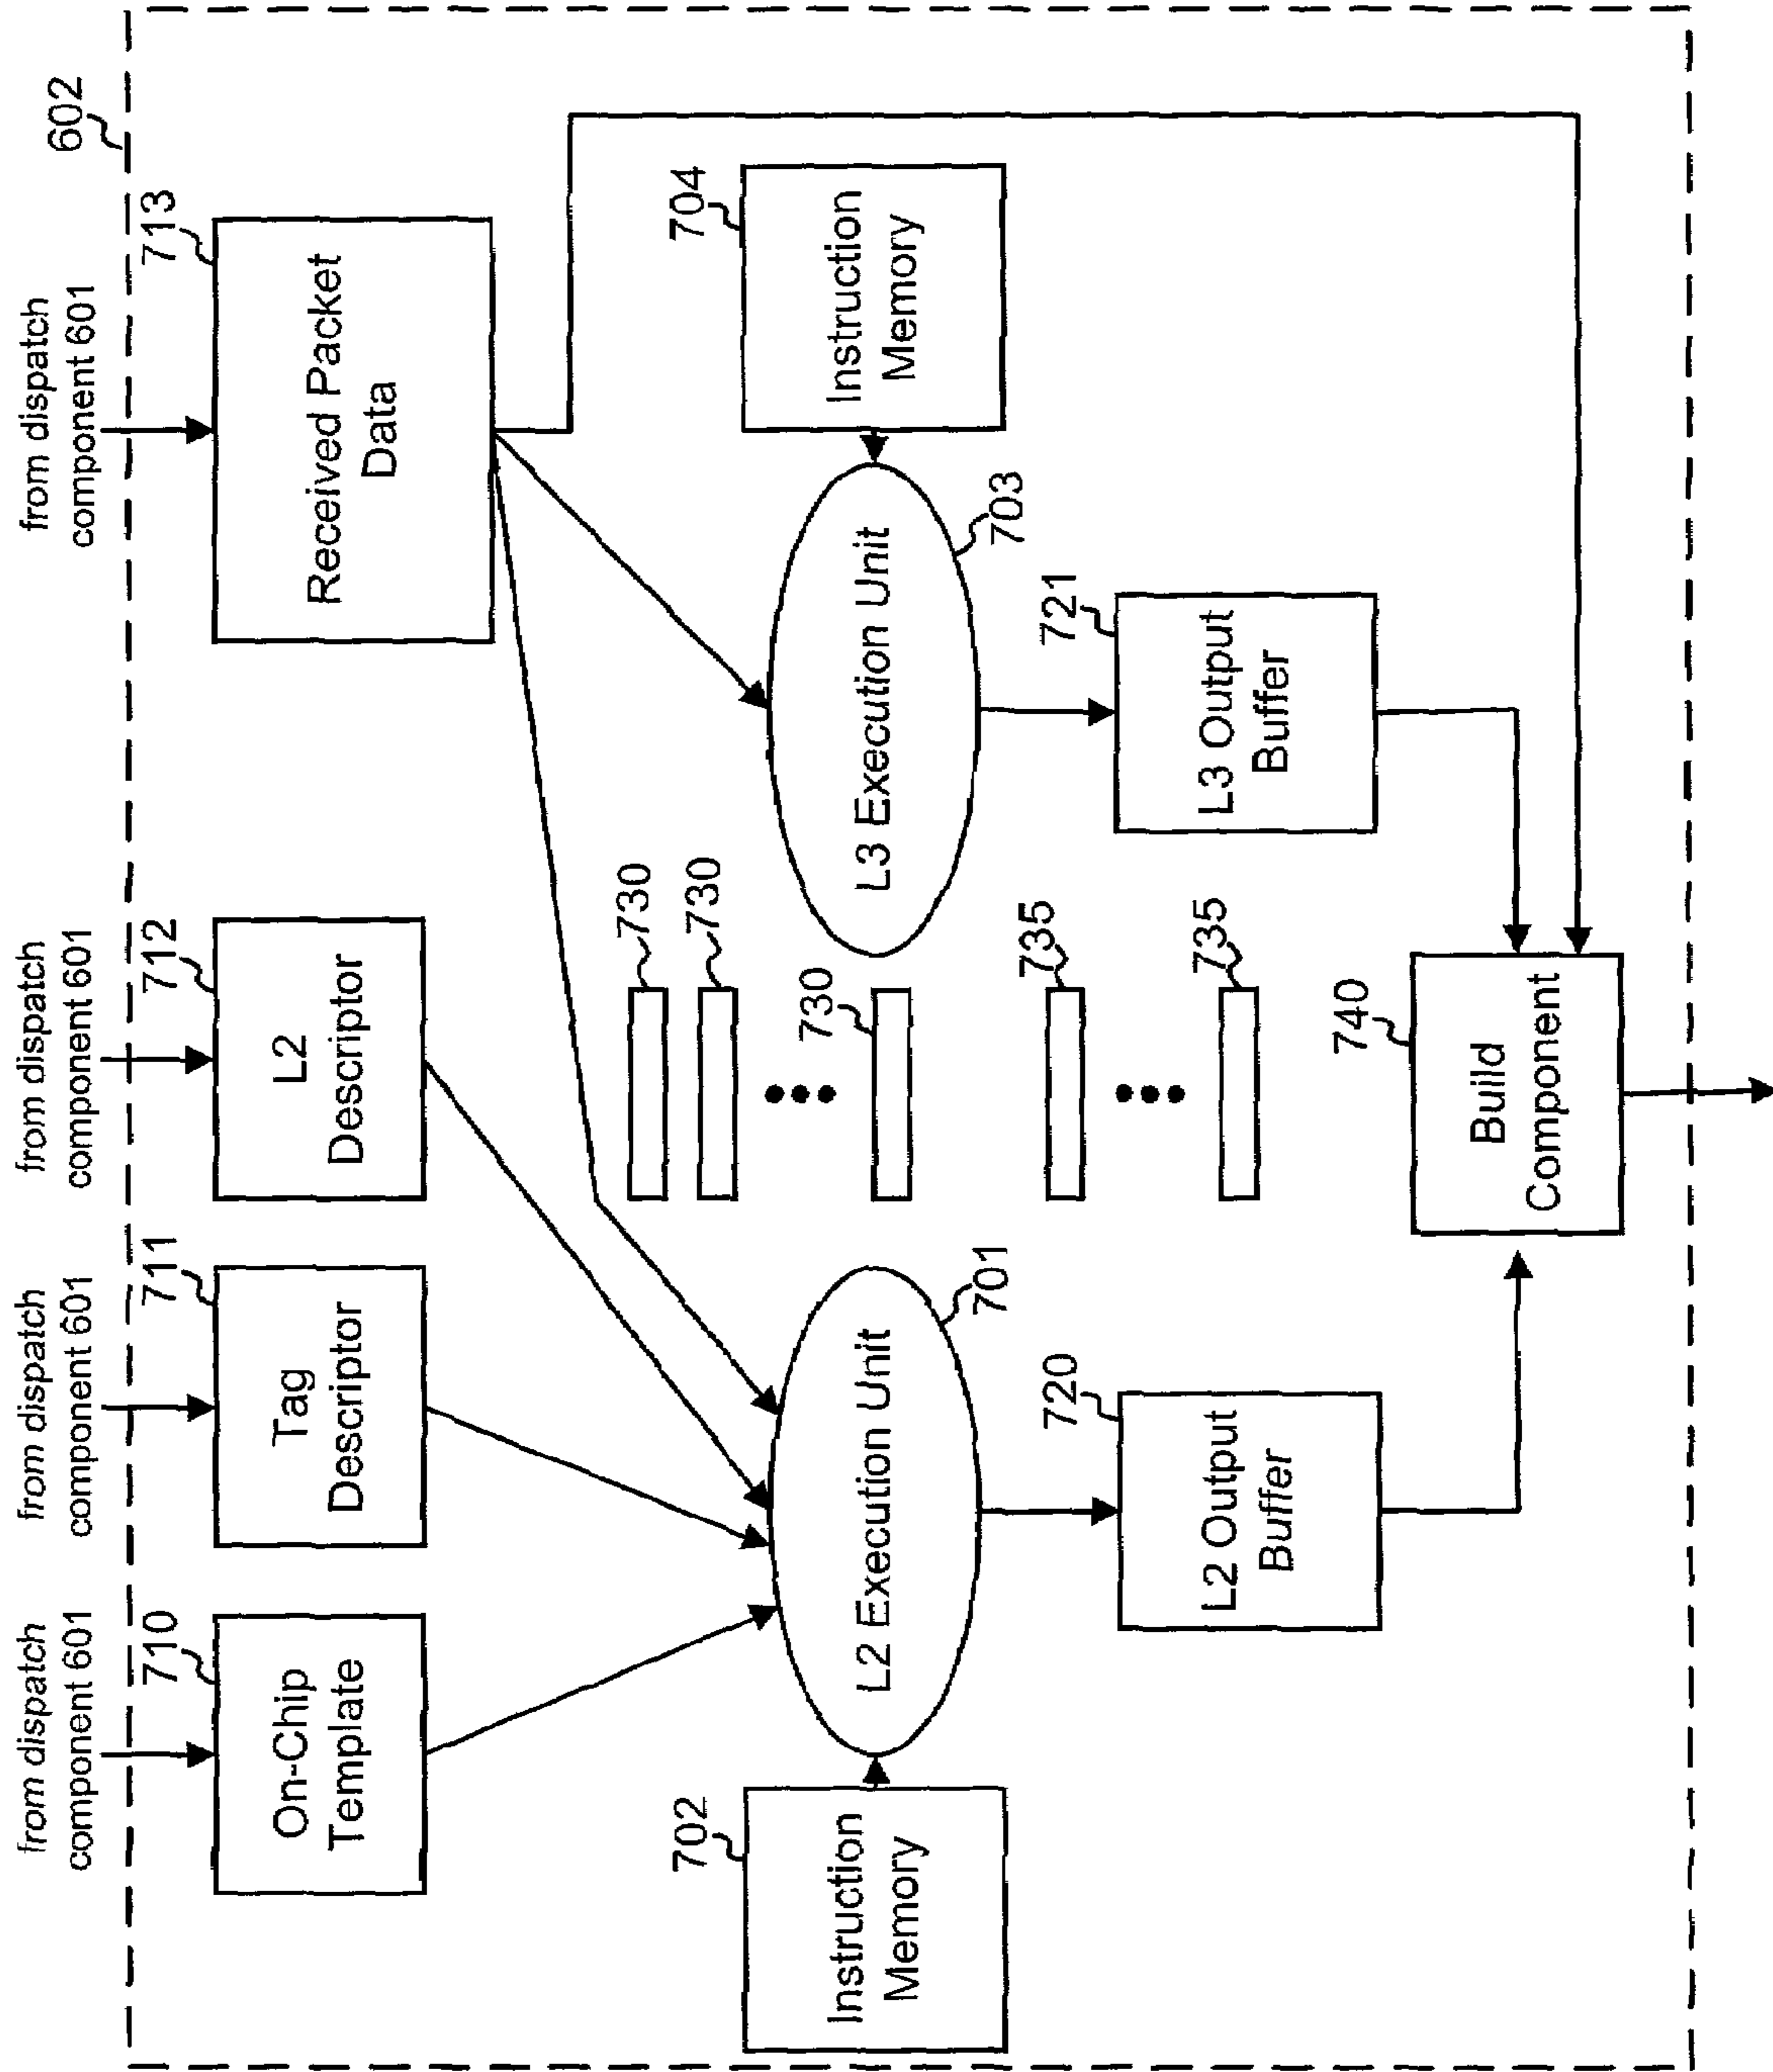 602
from dispatch
component 601
from dispatch
component 601
from dispatch
component 601
from dispatch
component 601
710
On-Chip
Template
711
Tag
Descriptor
712
L2
Descriptor
713
Received Packet
Data
702
Instruction
Memory
L2 Execution Unit
701
730
730
730
L3 Execution Unit
703
704
Instruction
Memory
720
L2 Output
Buffer
735
735
721
L3 Output
Buffer
740
Build
Component